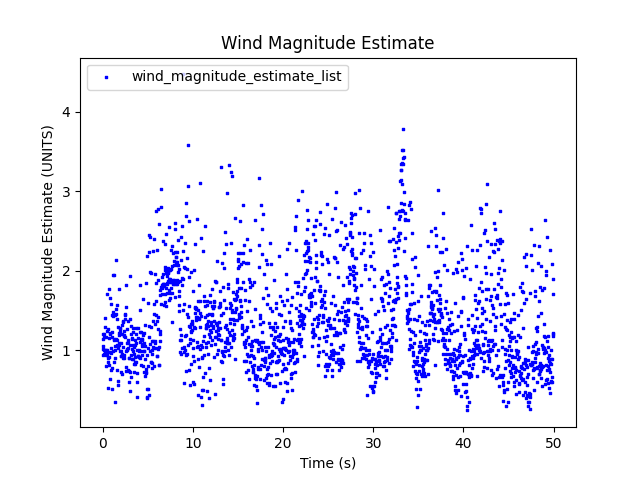 Wind Magnitude Estimate
wind_magnitude_estimate_list
Wind Magnitude Estimate (UNITS)
4
3
2
1
0 10 20 30 40 50
Time (s)